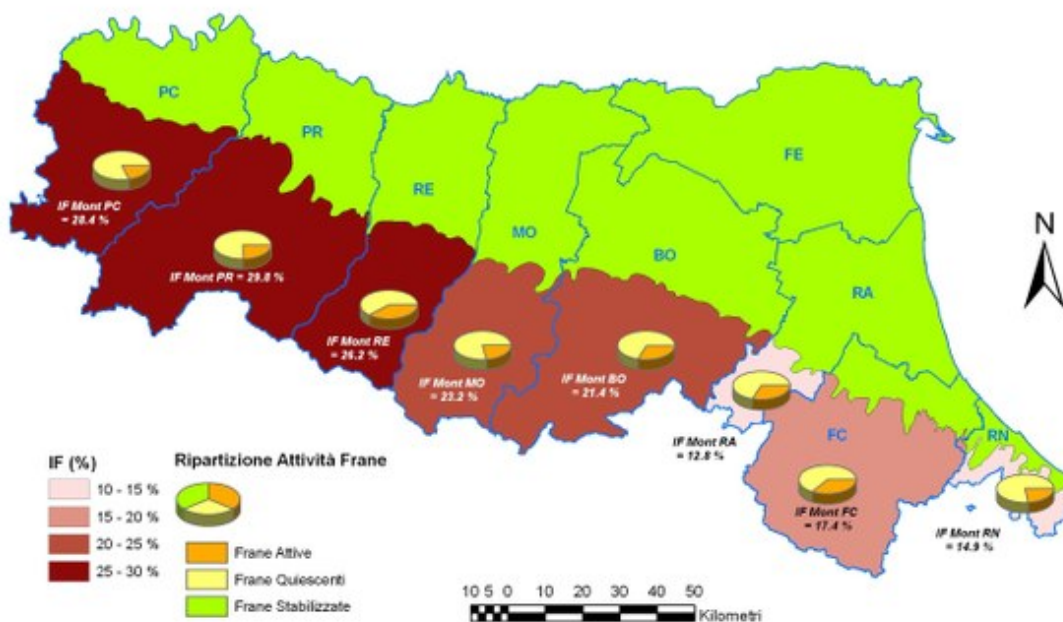 PC
PR
RE
MO
BO
FE
RA
FC
RN
N
IF Mont PC
= 28.4 %
IF Mont PR = 29.8 %
IF Mont RE
= 26.2 %
IF Mont MO
= 23.2 %
IF Mont BO
= 21.4 %
IF Mont RA
= 12.8 %
IF Mont FC
= 17.4 %
IF Mont RN
= 14.9 %
IF (%)
10 - 15 %
15 - 20 %
20 - 25 %
25 - 30 %
Ripartizione Attività Frane
Frane Attive
Frane Quiescenti
Frane Stabilizzate
10 5 0 10 20 30 40 50
Kilometri